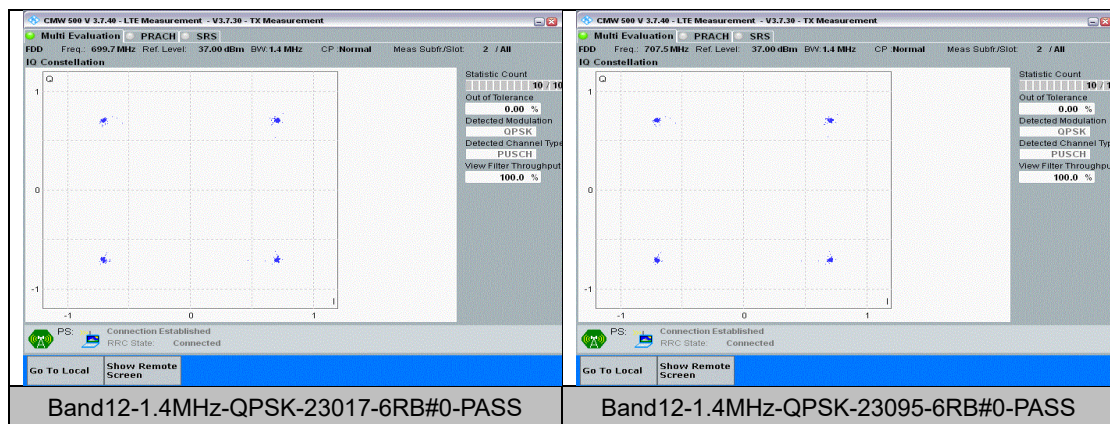 CMW 500 V 3.7.40 - LTE Measurement - V3.7.30 - TX Measurement
Multi Evaluation PRACH SRS
FDD Freq.: 699.7 MHz Ref. Level: 37.00 dBm BW: 1.4 MHz CP : Normal Meas Subfr./Slot: 2 / All
IQ Constellation
Q
Statistic Count
10 / 10
Out of Tolerance
0.00 %
Detected Modulation
QPSK
Detected Channel Type
PUSCH
View Filter Throughput
100.0 %
1
0
-1
I
-1 0 1
PS: Connection Established
RRC State: Connected
Go To Local
Show Remote
Screen
Band12-1.4MHz-QPSK-23017-6RB#0-PASS
CMW 500 V 3.7.40 - LTE Measurement - V3.7.30 - TX Measurement
Multi Evaluation PRACH SRS
FDD Freq.: 707.5 MHz Ref. Level: 37.00 dBm BW: 1.4 MHz CP : Normal Meas Subfr./Slot: 2 / All
IQ Constellation
Q
Statistic Count
10 / 1
Out of Tolerance
0.00 %
Detected Modulation
QPSK
Detected Channel Typ
PUSCH
View Filter Throughpu
100.0 %
1
0
-1
I
-1 0 1
PS: Connection Established
RRC State: Connected
Go To Local
Show Remote
Screen
Band12-1.4MHz-QPSK-23095-6RB#0-PASS